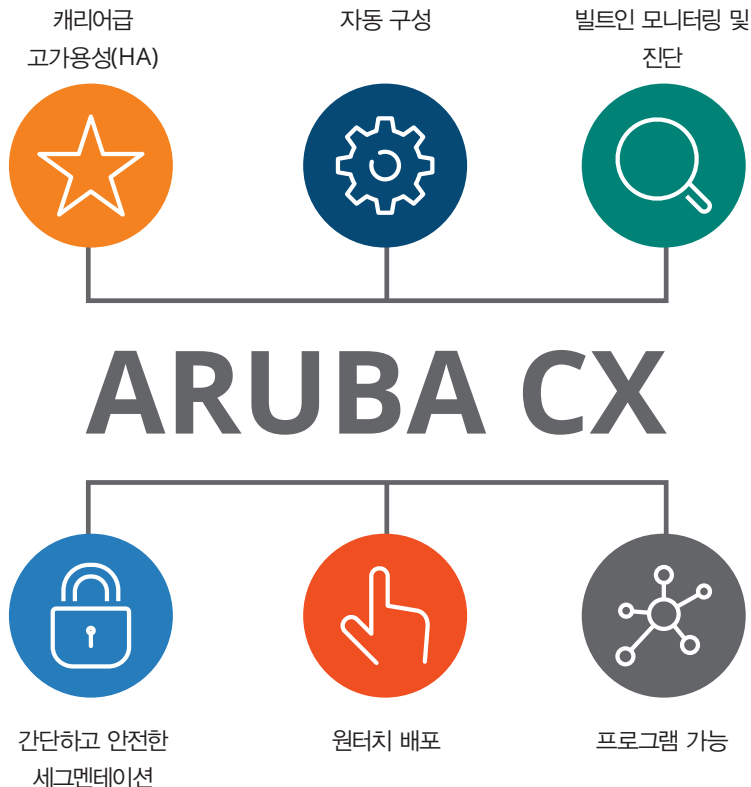 캐리어급
고가용성(HA)
자동 구성
빌트인 모니터링 및
진단
ARUBA CX
간단하고 안전한
세그멘테이션
원터치 배포
프로그램 가능